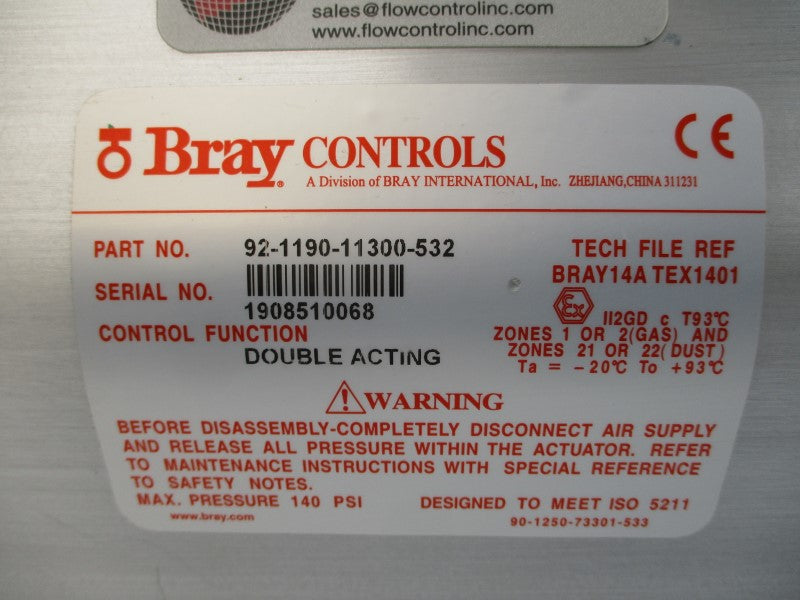 sales@flowcontrolinc.com
www.flowcontrolinc.com
Bray® CONTROLS
A Division of BRAY INTERNATIONAL, Inc. ZHEJIANG,CHINA 311231
CE
PART NO. 92-1190-11300-532
SERIAL NO.
1908510068
CONTROL FUNCTION
DOUBLE ACTiNG
TECH FILE REF
BRAY14ATEX1401
Ex II2GD c T93℃
ZONES 1 OR 2(GAS) AND
ZONES 21 OR 22(DUST)
Ta = -20℃ To +93℃
WARNING
BEFORE DISASSEMBLY-COMPLETELY DISCONNECT AIR SUPPLY
AND RELEASE ALL PRESSURE WITHIN THE ACTUATOR. REFER
TO MAINTENANCE INSTRUCTIONS WITH SPECIAL REFERENCE
TO SAFETY NOTES.
MAX. PRESSURE 140 PSI DESIGNED TO MEET ISO 5211
www.bray.com 90-1250-73301-533